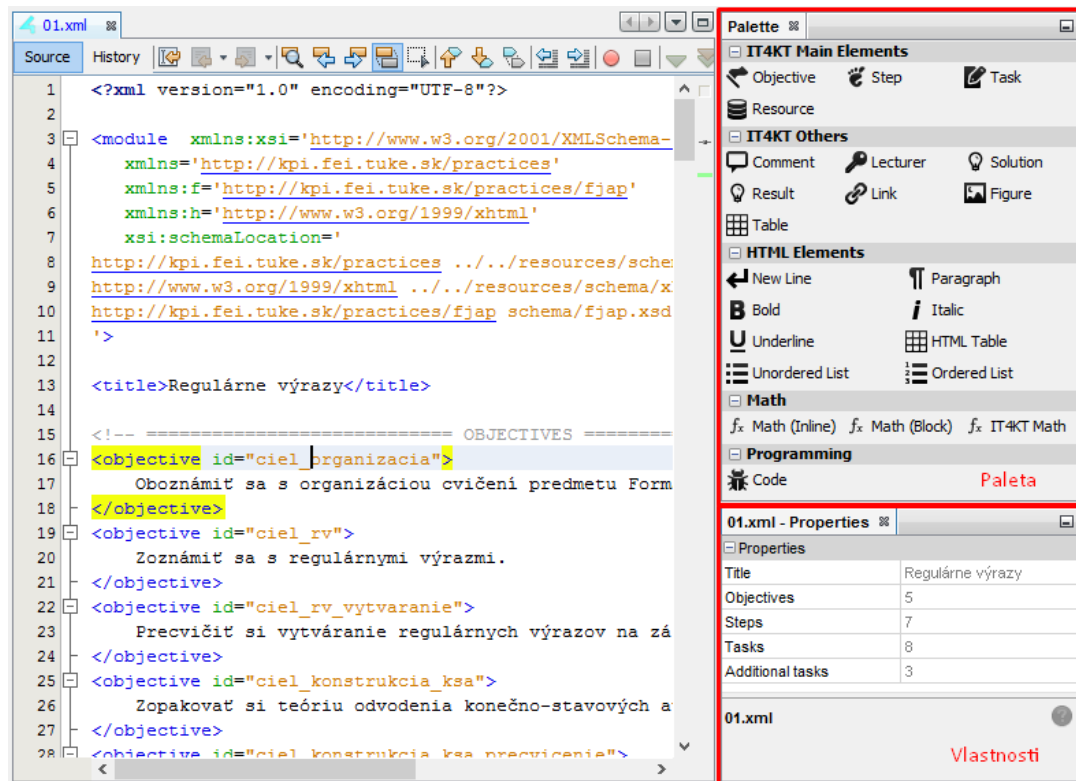 01.xml
Source History
1 <?xml version="1.0" encoding="UTF-8"?>
2
3 <module  xmlns:xsi='http://www.w3.org/2001/XMLSchema-
4 xmlns='http://kpi.fei.tuke.sk/practices'
5 xmlns:f='http://kpi.fei.tuke.sk/practices/fjap'
6 xmlns:h='http://www.w3.org/1999/xhtml'
7 xsi:schemaLocation='
8 http://kpi.fei.tuke.sk/practices ../../resources/schem
9 http://www.w3.org/1999/xhtml ../../resources/schema/x
10 http://kpi.fei.tuke.sk/practices/fjap schema/fjap.xsd
11 '>
12
13 <title>Regulárne výrazy</title>
14
15 <!-- ============================ OBJECTIVES =========
16 <objective id="ciel_organizacia">
17 Oboznámiť sa s organizáciou cvičení predmetu Form
18 </objective>
19 <objective id="ciel_rv">
20 Zoznámiť sa s regulárnymi výrazmi.
21 </objective>
22 <objective id="ciel_rv_vytvaranie">
23 Precvičiť si vytváranie regulárnych výrazov na zá
24 </objective>
25 <objective id="ciel_konstrukcia_ksa">
26 Zopakovať si teóriu odvodenia konečno-stavových a
27 </objective>
28 <objective id="ciel_konstrukcia_ksa_precvicenie">
Palette
IT4KT Main Elements
Objective Step Task
Resource
IT4KT Others
Comment Lecturer Solution
Result Link Figure
Table
HTML Elements
New Line Paragraph
Bold Italic
Underline HTML Table
Unordered List Ordered List
Math
Math (Inline) Math (Block) IT4KT Math
Programming
Code Paleta
01.xml - Properties
Properties
Title Regulárne výrazy
Objectives 5
Steps 7
Tasks 8
Additional tasks 3
01.xml
Vlastnosti